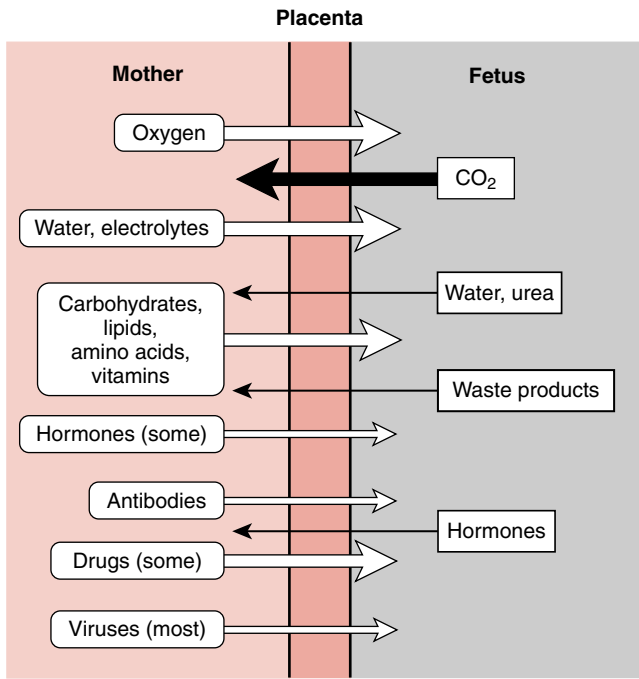 Placenta
Mother
Fetus
Oxygen
CO₂
Water, electrolytes
Water, urea
Carbohydrates,
lipids,
amino acids,
vitamins
Waste products
Hormones (some)
Antibodies
Hormones
Drugs (some)
Viruses (most)